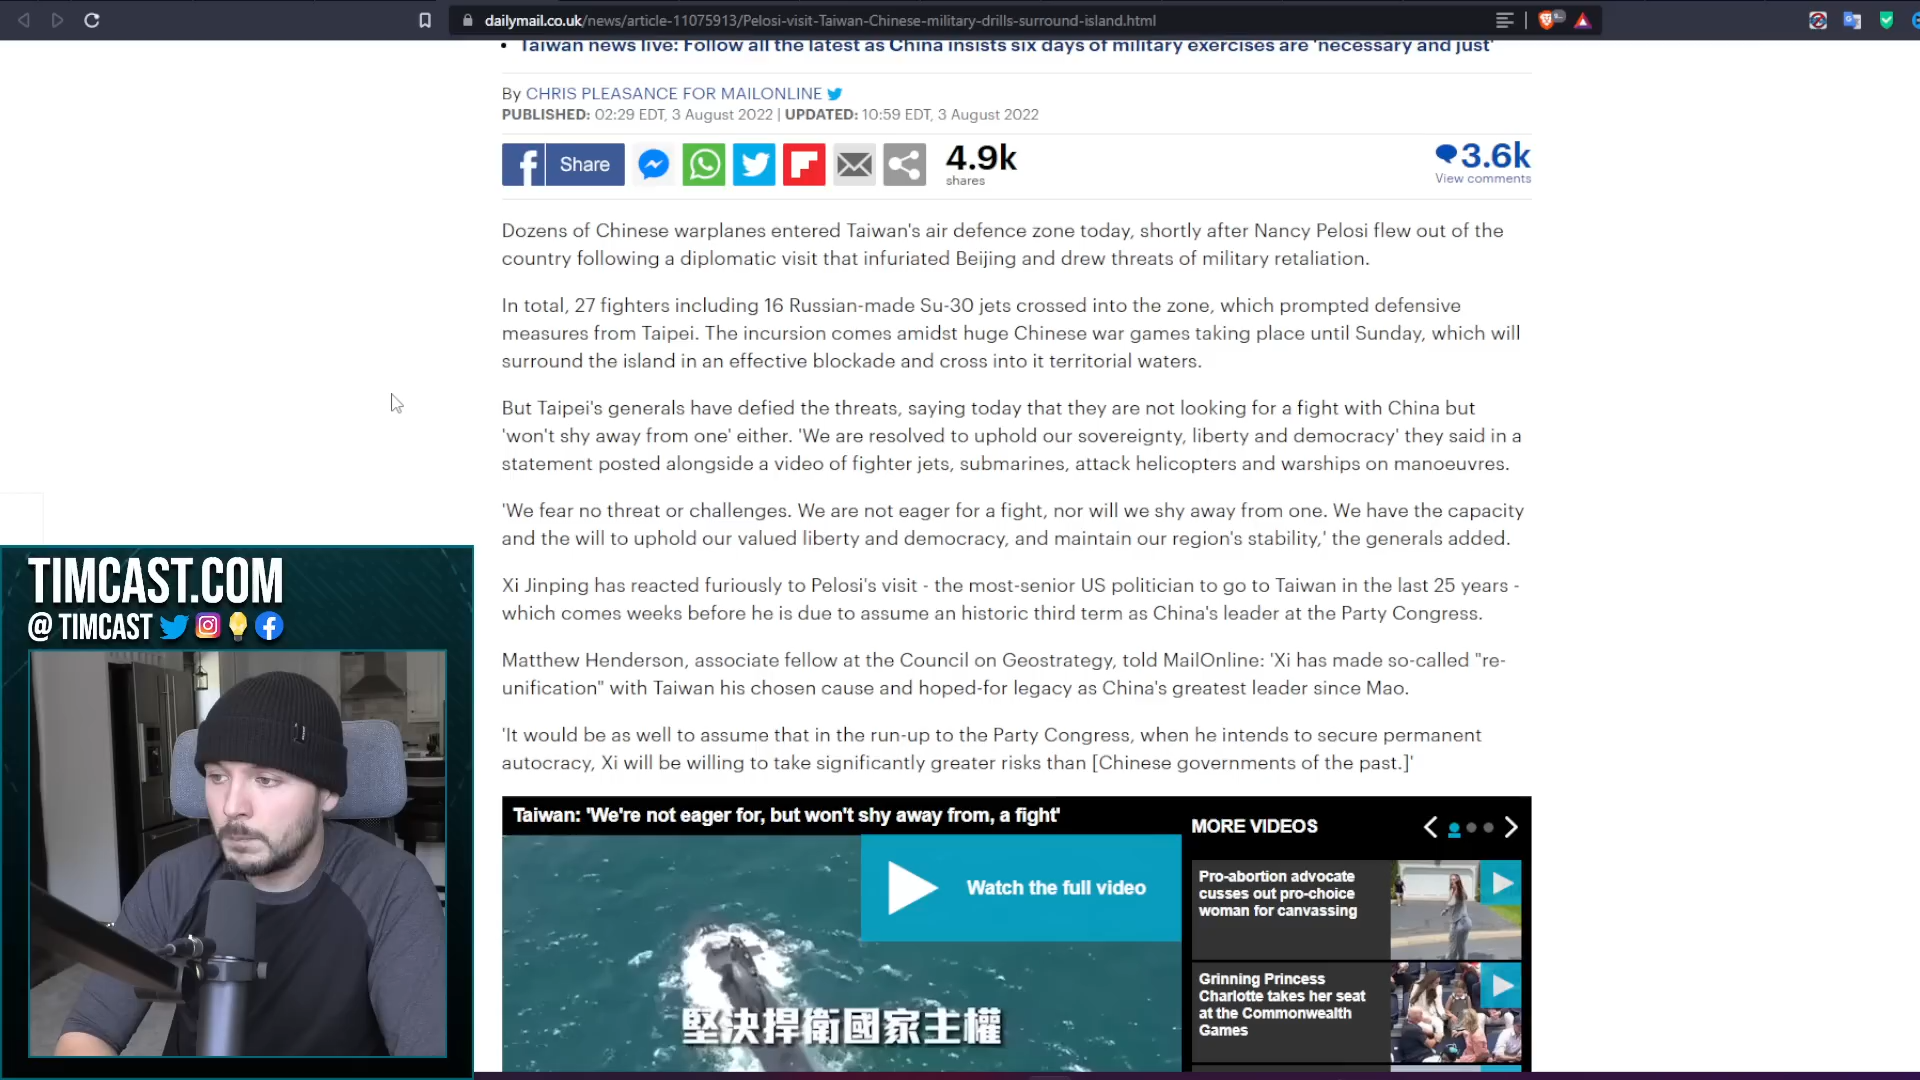 dailymail.co.uk/news/article-11075913/Pelosi-visit-Taiwan-Chinese-military-drills-surround-island.html
Taiwan news live: Follow all the latest as China insists six days of military exercises are 'necessary and just'
By CHRIS PLEASANCE FOR MAILONLINE
PUBLISHED: 02:29 EDT, 3 August 2022 | UPDATED: 10:59 EDT, 3 August 2022
Share
4.9k
shares
3.6k
View comments
Dozens of Chinese warplanes entered Taiwan's air defence zone today, shortly after Nancy Pelosi flew out of the
country following a diplomatic visit that infuriated Beijing and drew threats of military retaliation.
In total, 27 fighters including 16 Russian-made Su-30 jets crossed into the zone, which prompted defensive
measures from Taipei. The incursion comes amidst huge Chinese war games taking place until Sunday, which will
surround the island in an effective blockade and cross into it territorial waters.
But Taipei's generals have defied the threats, saying today that they are not looking for a fight with China but
'won't shy away from one' either. 'We are resolved to uphold our sovereignty, liberty and democracy' they said in a
statement posted alongside a video of fighter jets, submarines, attack helicopters and warships on manoeuvres.
'We fear no threat or challenges. We are not eager for a fight, nor will we shy away from one. We have the capacity
and the will to uphold our valued liberty and democracy, and maintain our region's stability,' the generals added.
Xi Jinping has reacted furiously to Pelosi's visit - the most-senior US politician to go to Taiwan in the last 25 years -
which comes weeks before he is due to assume an historic third term as China's leader at the Party Congress.
Matthew Henderson, associate fellow at the Council on Geostrategy, told MailOnline: 'Xi has made so-called "re-
unification" with Taiwan his chosen cause and hoped-for legacy as China's greatest leader since Mao.
'It would be as well to assume that in the run-up to the Party Congress, when he intends to secure permanent
autocracy, Xi will be willing to take significantly greater risks than [Chinese governments of the past.]'
TIMCAST.COM
@ TIMCAST
Taiwan: 'We're not eager for, but won't shy away from, a fight'
Watch the full video
堅決捍衛國家主權
MORE VIDEOS
Pro-abortion advocate
cusses out pro-choice
woman for canvassing
Grinning Princess
Charlotte takes her seat
at the Commonwealth
Games